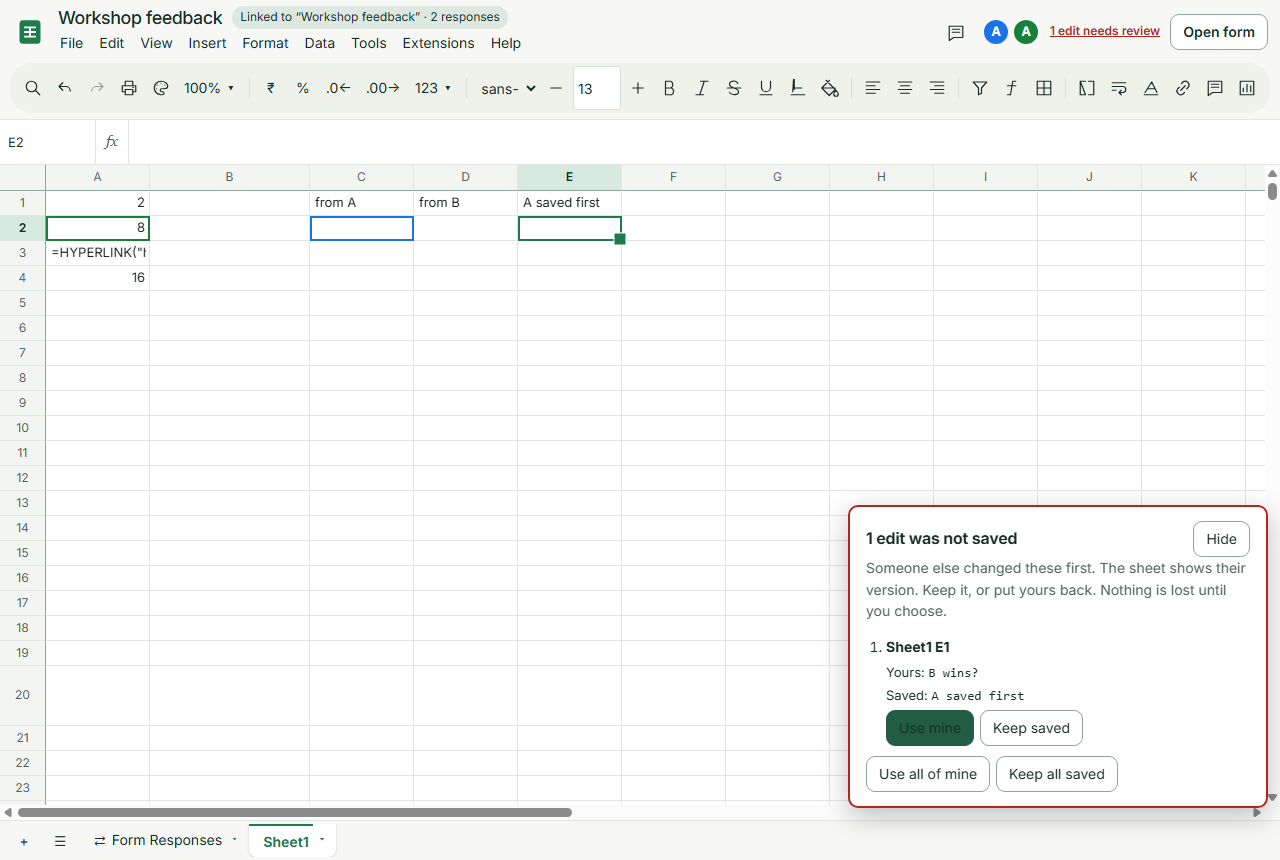 Workshop feedback
Linked to “Workshop feedback” · 2 responses
File Edit View Insert Format Data Tools Extensions Help
A A 1 edit needs review Open form
100% ▾ ₹ % .0← .00→ 123 ▾ sans- 13
E2 fx
A B C D E F G H I J K
1 2 from A from B A saved first
2 8
3 =HYPERLINK("h
4 16
5
6
7
8
9
10
11
12
13
14
15
16
17
18
19
20
21
22
23
1 edit was not saved
Hide
Someone else changed these first. The sheet shows their
version. Keep it, or put yours back. Nothing is lost until
you choose.
1. Sheet1 E1
Yours: B wins?
Saved: A saved first
Use mine Keep saved
Use all of mine Keep all saved
+ ☰ ⇄ Form Responses Sheet1